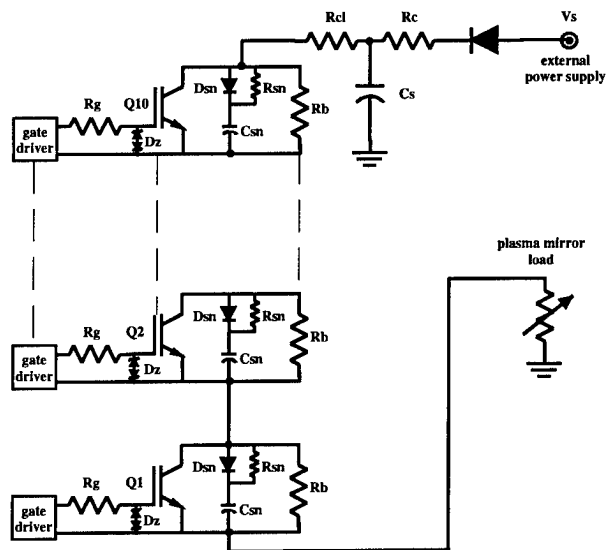 Vs
Rcl
Rc
external
power supply
Cs
Dsn
Rsn
Rb
Q10
Rg
Csn
gate
driver
Dz
plasma mirror
load
Dsn
Rsn
Rb
Q2
Rg
Csn
gate
driver
Dz
Dsn
Rsn
Rb
Q1
Rg
Csn
gate
driver
Dz